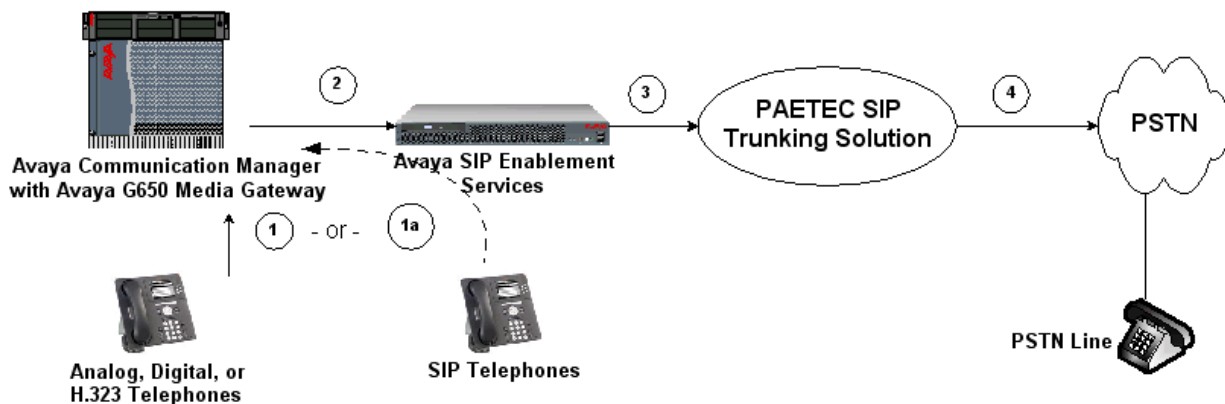 2
3
4
PAETEC SIP
Trunking Solution
PSTN
Avaya Communication Manager
with Avaya G650 Media Gateway
Avaya SIP Enablement
Services
1
- or -
1a
Analog, Digital, or
H.323 Telephones
SIP Telephones
PSTN Line